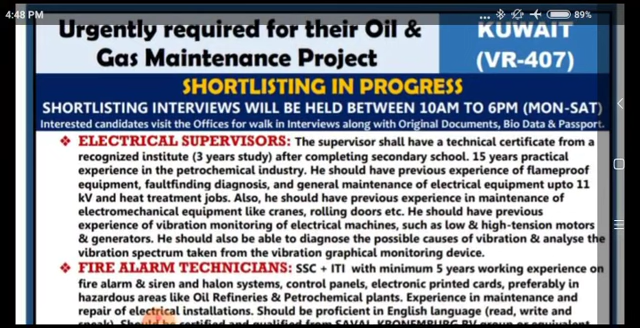 4:48 PM
... 89%
Urgently required for their Oil &
Gas Maintenance Project
KUWAIT
(VR-407)
SHORTLISTING IN PROGRESS
SHORTLISTING INTERVIEWS WILL BE HELD BETWEEN 10AM TO 6PM (MON-SAT)
Interested candidates visit the Offices for walk in Interviews along with Original Documents, Bio Data & Passport.
❖ ELECTRICAL SUPERVISORS: The supervisor shall have a technical certificate from a
recognized institute (3 years study) after completing secondary school. 15 years practical
experience in the petrochemical industry. He should have previous experience of flameproof
equipment, faultfinding diagnosis, and general maintenance of electrical equipment upto 11
kV and heat treatment jobs. Also, he should have previous experience in maintenance of
electromechanical equipment like cranes, rolling doors etc. He should have previous
experience of vibration monitoring of electrical machines, such as low & high-tension motors
& generators. He should also be able to diagnose the possible causes of vibration & analyse the
vibration spectrum taken from the vibration graphical monitoring device.
❖ FIRE ALARM TECHNICIANS: SSC + ITI with minimum 5 years working experience on
fire alarm & siren and halon systems, control panels, electronic printed cards, preferably in
hazardous areas like Oil Refineries & Petrochemical plants. Experience in maintenance and
repair of electrical installations. Should be proficient in English language (read, write and
speak). Should be certified and qualified from